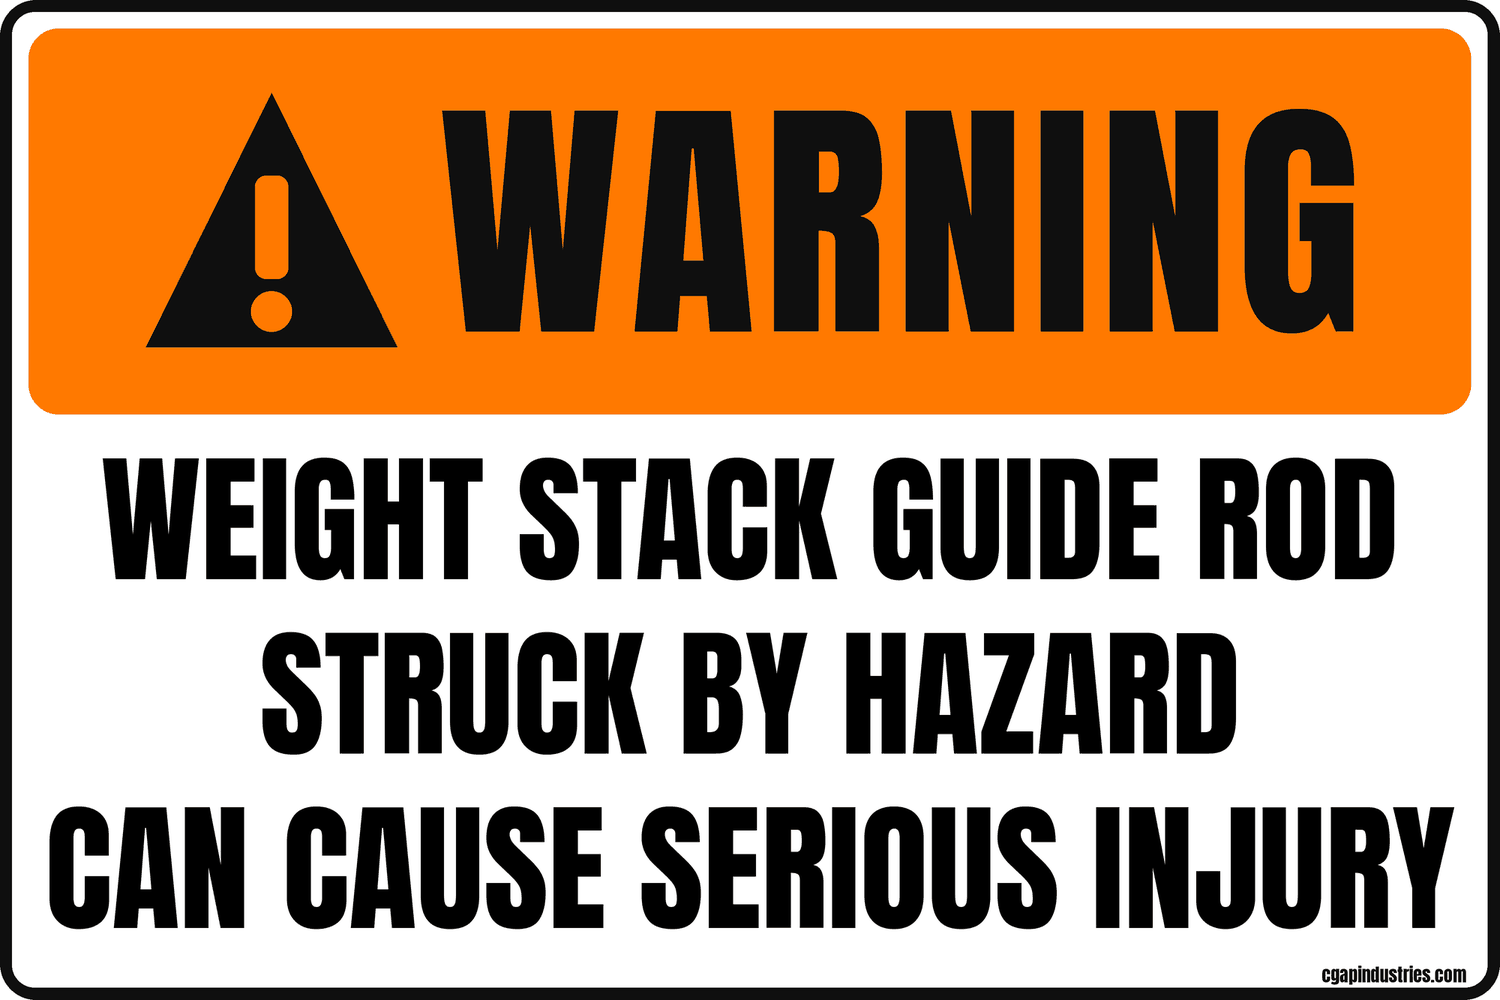 WARNING
WEIGHT STACK GUIDE ROD
STRUCK BY HAZARD
CAN CAUSE SERIOUS INJURY
cgapindustries.com